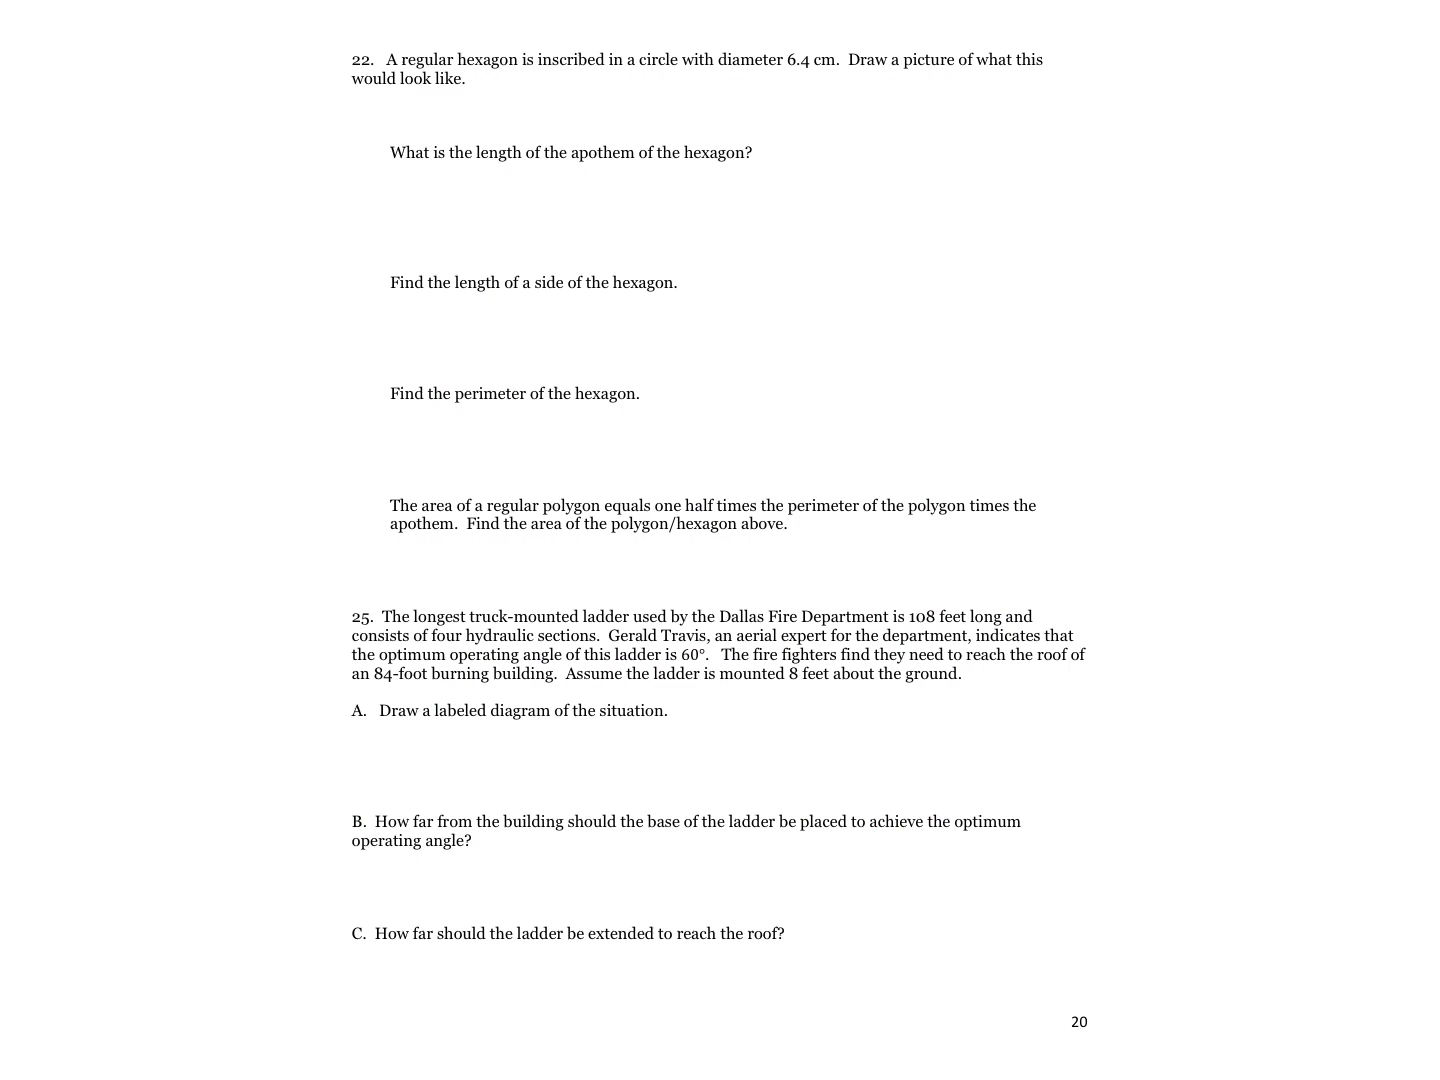 22.   A regular hexagon is inscribed in a circle with diameter 6.4 cm.  Draw a picture of what this
would look like.
What is the length of the apothem of the hexagon?
Find the length of a side of the hexagon.
Find the perimeter of the hexagon.
The area of a regular polygon equals one half times the perimeter of the polygon times the
apothem.  Find the area of the polygon/hexagon above.
25.  The longest truck-mounted ladder used by the Dallas Fire Department is 108 feet long and
consists of four hydraulic sections.  Gerald Travis, an aerial expert for the department, indicates that
the optimum operating angle of this ladder is 60°.   The fire fighters find they need to reach the roof of
an 84-foot burning building.  Assume the ladder is mounted 8 feet about the ground.
A.   Draw a labeled diagram of the situation.
B.  How far from the building should the base of the ladder be placed to achieve the optimum
operating angle?
C.  How far should the ladder be extended to reach the roof?
20